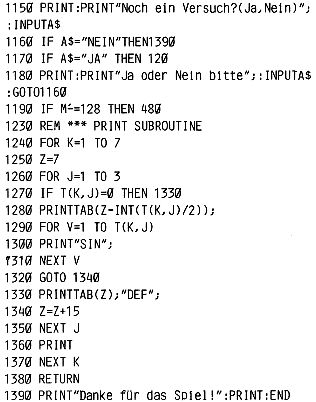 1150 PRINT:PRINT"Noch ein Versuch?(Ja,Nein)";
:INPUTA$
1160 IF A$="NEIN"THEN1390
1170 IF A$="JA" THEN 120
1180 PRINT:PRINT"Ja oder Nein bitte";:INPUTA$
:GOTO1160
1190 IF M^=128 THEN 480
1230 REM *** PRINT SUBROUTINE
1240 FOR K=1 TO 7
1250 Z=7
1260 FOR J=1 TO 3
1270 IF T(K,J)=0 THEN 1330
1280 PRINTTAB(Z-INT(T(K,J)/2));
1290 FOR V=1 TO T(K,J)
1300 PRINT"SIN";
1310 NEXT V
1320 GOTO 1340
1330 PRINTTAB(Z);"DEF";
1340 Z=Z+15
1350 NEXT J
1360 PRINT
1370 NEXT K
1380 RETURN
1390 PRINT"Danke für das Spiel!":PRINT:END